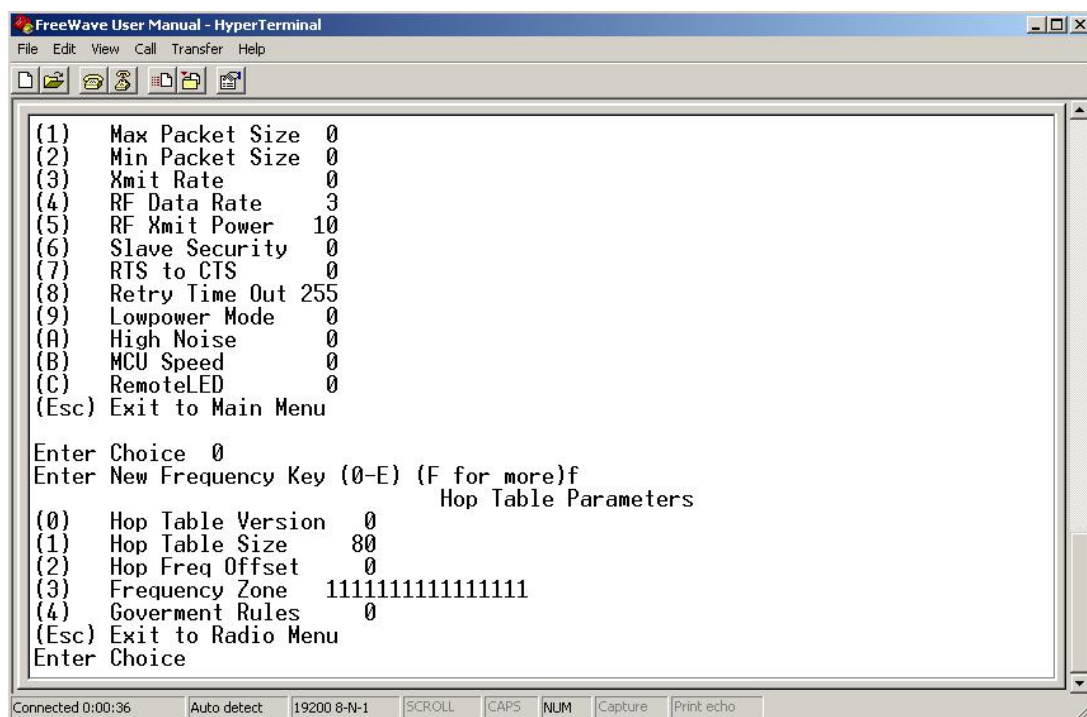 FreeWave User Manual - HyperTerminal
File Edit View Call Transfer Help
(1) Max Packet Size 0
(2) Min Packet Size 0
(3) Xmit Rate 0
(4) RF Data Rate 3
(5) RF Xmit Power 10
(6) Slave Security 0
(7) RTS to CTS 0
(8) Retry Time Out 255
(9) Lowpower Mode 0
(A) High Noise 0
(B) MCU Speed 0
(C) RemoteLED 0
(Esc) Exit to Main Menu
Enter Choice 0
Enter New Frequency Key (0-E) (F for more)f
Hop Table Parameters
(0) Hop Table Version 0
(1) Hop Table Size 80
(2) Hop Freq Offset 0
(3) Frequency Zone 1111111111111111
(4) Goverment Rules 0
(Esc) Exit to Radio Menu
Enter Choice
Connected 0:00:36 Auto detect 19200 8-N-1 SCROLL CAPS NUM Capture Print echo